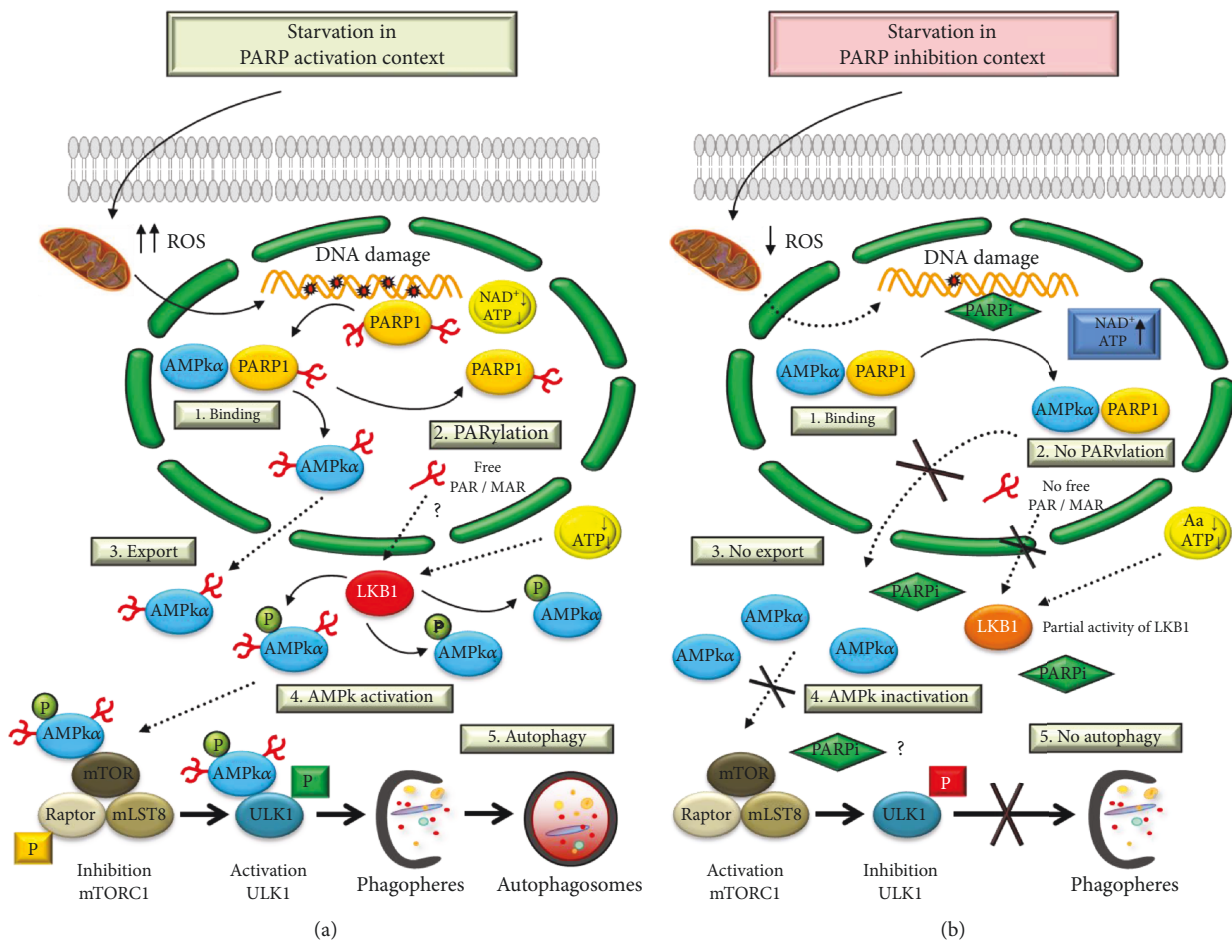 Starvation in
PARP activation context
↑↑ ROS
DNA damage
NAD⁺↓
ATP↓
PARP1
AMPkα
PARP1
PARP1
1. Binding
2. PARylation
AMPkα
Free
PAR / MAR
?
↓
ATP↓
3. Export
AMPkα
LKB1
P
AMPkα
P
AMPkα
P
AMPkα
4. AMPk activation
P
AMPkα
mTOR
Raptor
mLST8
P
P
AMPkα
P
ULK1
5. Autophagy
Inhibition
mTORC1
Activation
ULK1
Phagopheres
Autophagosomes
(a)
Starvation in
PARP inhibition context
↓ ROS
DNA damage
PARPi
NAD⁺
ATP ↑
AMPkα
PARP1
1. Binding
AMPkα
PARP1
2. No PARvlation
No free
PAR / MAR
Aa ↓
ATP↓
3. No export
PARPi
LKB1
Partial activity of LKB1
AMPkα
AMPkα
AMPkα
PARPi
4. AMPk inactivation
PARPi
?
5. No autophagy
mTOR
Raptor
mLST8
P
ULK1
Activation
mTORC1
Inhibition
ULK1
Phagopheres
(b)